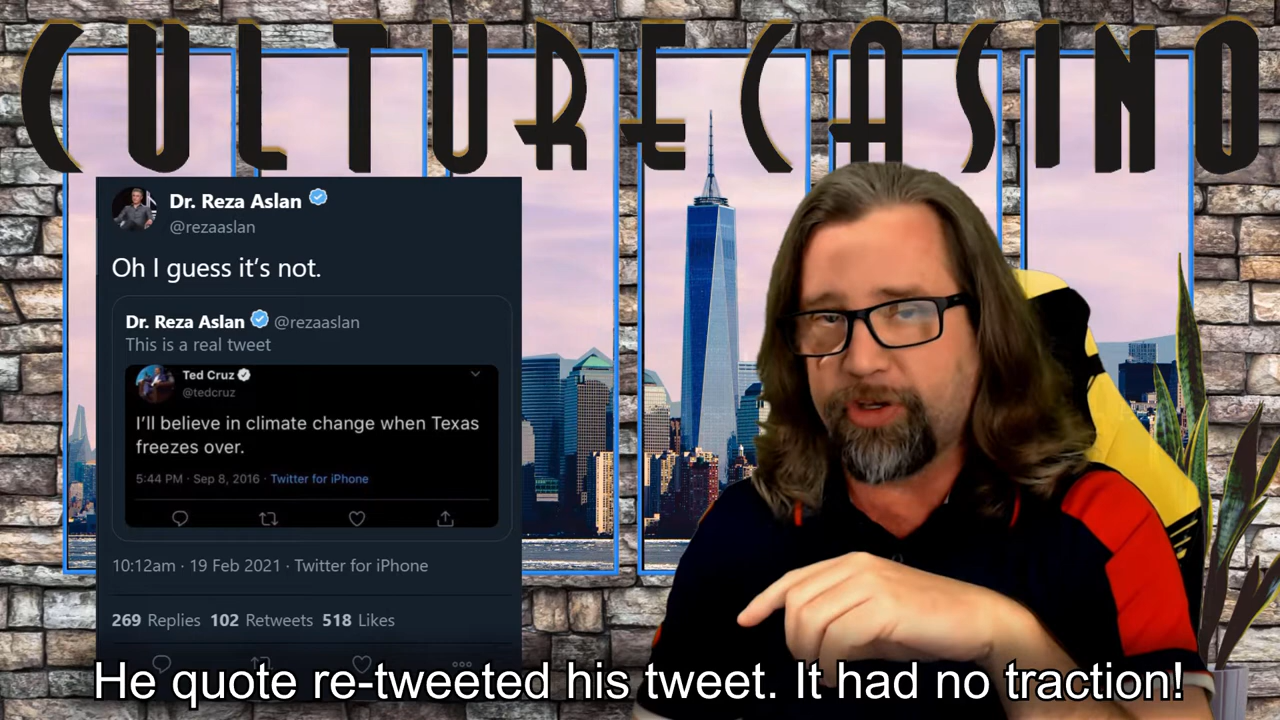 CULTURECASINO
Dr. Reza Aslan
@rezaaslan
Oh I guess it's not.
Dr. Reza Aslan @rezaaslan
This is a real tweet
Ted Cruz
@tedcruz
I'll believe in climate change when Texas
freezes over.
5:44 PM · Sep 8, 2016 · Twitter for iPhone
10:12am · 19 Feb 2021 · Twitter for iPhone
269 Replies 102 Retweets 518 Likes
He quote re-tweeted his tweet. It had no traction!